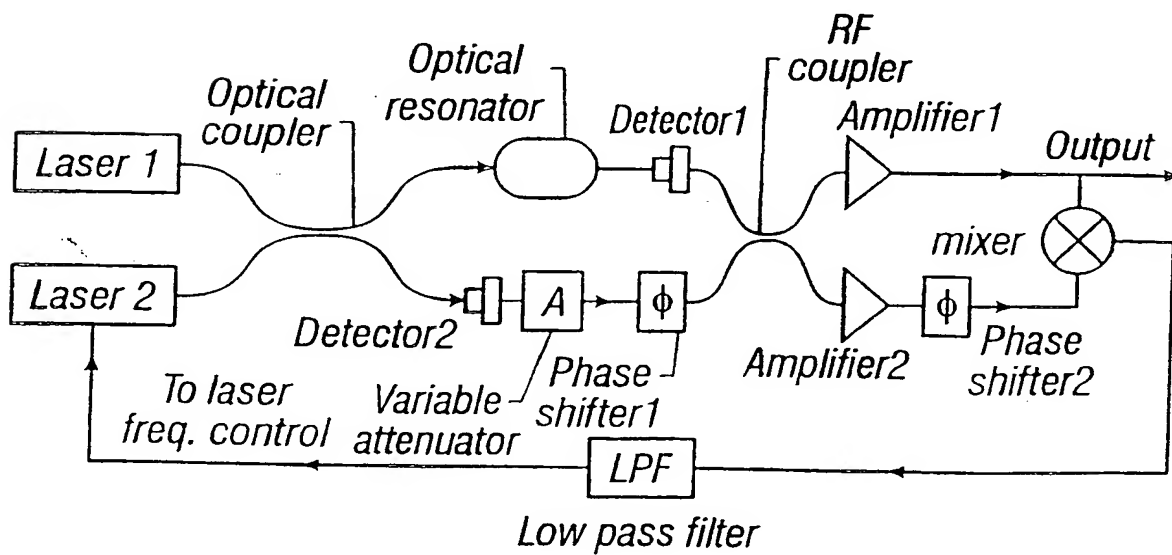 RF
coupler
Optical
resonator
Optical
coupler
Detector1
Amplifier1
Output
Laser 1
mixer
Laser 2
A
ϕ
ϕ
Detector2
Amplifier2
Phase
shifter2
Phase
shifter1
Variable
attenuator
To laser
freq. control
LPF
Low pass filter